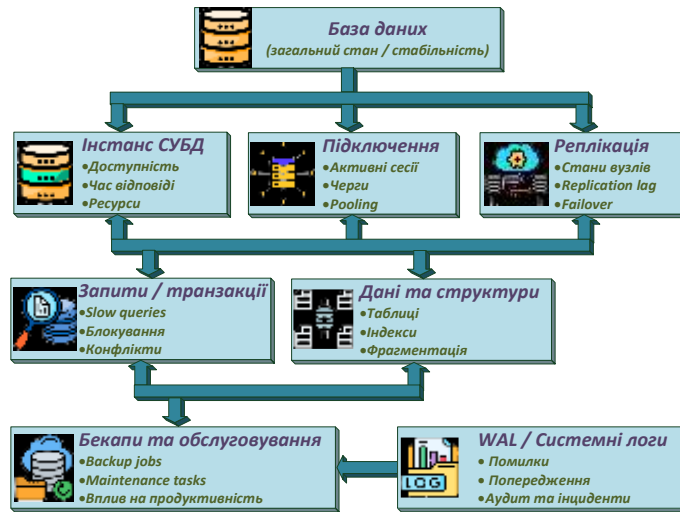 База даних
(загальний стан / стабільність)
Інстанс СУБД
•Доступність
•Час відповіді
•Ресурси
Підключення
•Активні сесії
•Черги
•Pooling
Реплікація
•Стани вузлів
•Replication lag
•Failover
Запити / транзакції
•Slow queries
•Блокування
•Конфлікти
Дані та структури
•Таблиці
•Індекси
•Фрагментація
Бекапи та обслуговування
•Backup jobs
•Maintenance tasks
•Вплив на продуктивність
WAL / Системні логи
• Помилки
• Попередження
• Аудит та інциденти
LOG